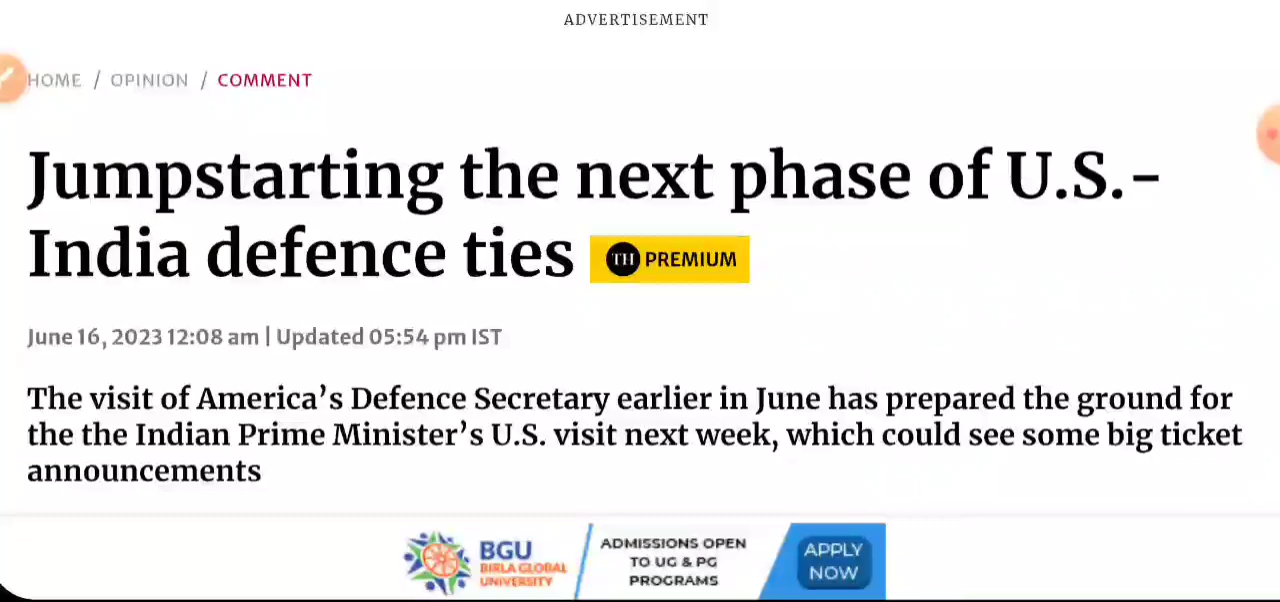 ADVERTISEMENT
HOME / OPINION / COMMENT
Jumpstarting the next phase of U.S.-
India defence ties TH PREMIUM
June 16, 2023 12:08 am | Updated 05:54 pm IST
The visit of America’s Defence Secretary earlier in June has prepared the ground for
the the Indian Prime Minister’s U.S. visit next week, which could see some big ticket
announcements
BGU
BIRLA GLOBAL
UNIVERSITY
ADMISSIONS OPEN
TO UG & PG
PROGRAMS
APPLY
NOW